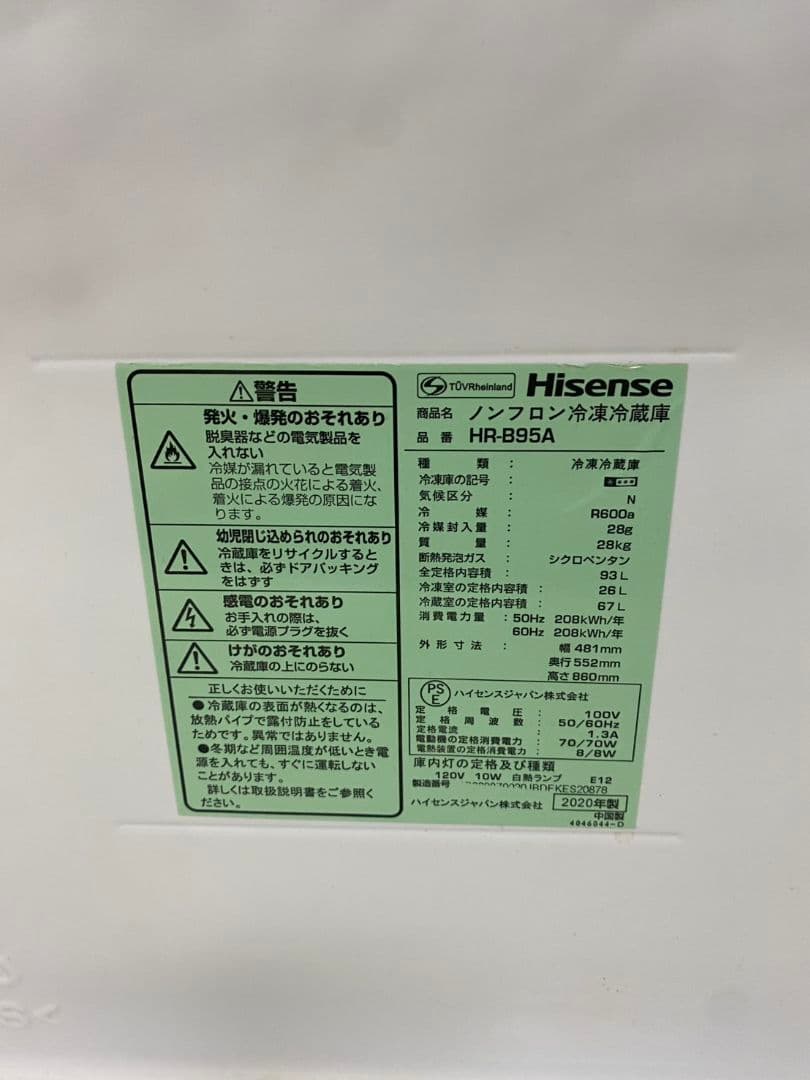 警告
発火・爆発のおそれあり
脱臭器などの電気製品を
入れない
冷媒が漏れていると電気製
品の接点の火花による着火、
着火による爆発の原因にな
ります。
幼児閉じ込められのおそれあり
冷蔵庫をリサイクルすると
きは、必ずドアパッキング
をはずす
感電のおそれあり
お手入れの際は、
必ず電源プラグを抜く
けがのおそれあり
冷蔵庫の上にのらない
正しくお使いいただくために
●冷蔵庫の表面が熱くなるのは、
放熱パイプで露付防止をしている
ためです。異常ではありません。
●冬期など周囲温度が低いとき電
源を入れても、すぐに運転しない
ことがあります。
詳しくは取扱説明書をご参照く
ださい。
S TÜVRheinland Hisense
商品名 ノンフロン冷凍冷蔵庫
品番 HR-B95A
種類 : 冷凍冷蔵庫
冷凍庫の記号 :
気候区分 : N
冷媒 : R600a
冷媒封入量 : 28g
質量 : 28kg
断熱発泡ガス : シクロペンタン
全定格内容積 : 93L
冷凍室の定格内容積 : 26L
冷蔵室の定格内容積 : 67L
消費電力量 : 50Hz 208kWh/年
60Hz 208kWh/年
外形寸法 : 幅 481mm
奥行 552mm
高さ 860mm
PSE ハイセンスジャパン株式会社
定格電圧 : 100V
定格周波数 : 50/60Hz
定格電流 : 1.3A
電動機の定格消費電力 : 70/70W
電熱装置の定格消費電力 : 8/8W
庫内灯の定格及び種類
120V 10W 白熱ランプ E12
製造番号
ハイセンスジャパン株式会社 2020年製
中国製
4046044-D